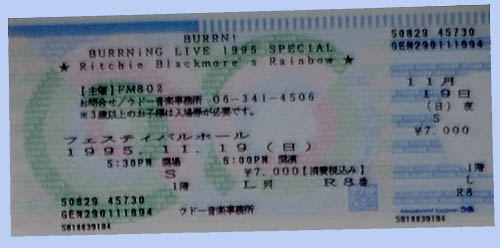 BURRN!
BURRNiNG LIVE 1995 SPECIAL
★ Ritchie Blackmore's Rainbow ★
【主催】FM802
お問合せ/ウドー音楽事務所 06-341-4506
※3歳以上のお子様は入場券が必要です。
フェスティバルホール
1995.11.19(日)
5:30PM 開場 6:00PM 開演
S ¥7,000【消費税込み】
1階 L列 R8番
S0829 45730
GEN290111894 ウドー音楽事務所
5818839184
S0829 45730
GEN290111894
11月
19日
(日) 夜
S
¥7,000
1階
L
R8
5818839184